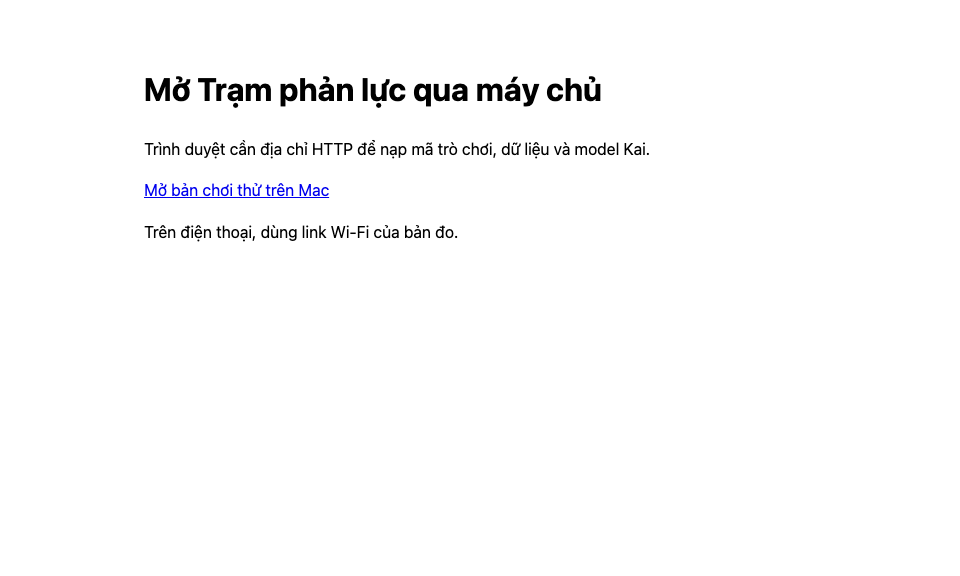 Mở Trạm phản lực qua máy chủ
Trình duyệt cần địa chỉ HTTP để nạp mã trò chơi, dữ liệu và model Kai.
Mở bản chơi thử trên Mac
Trên điện thoại, dùng link Wi-Fi của bản đo.